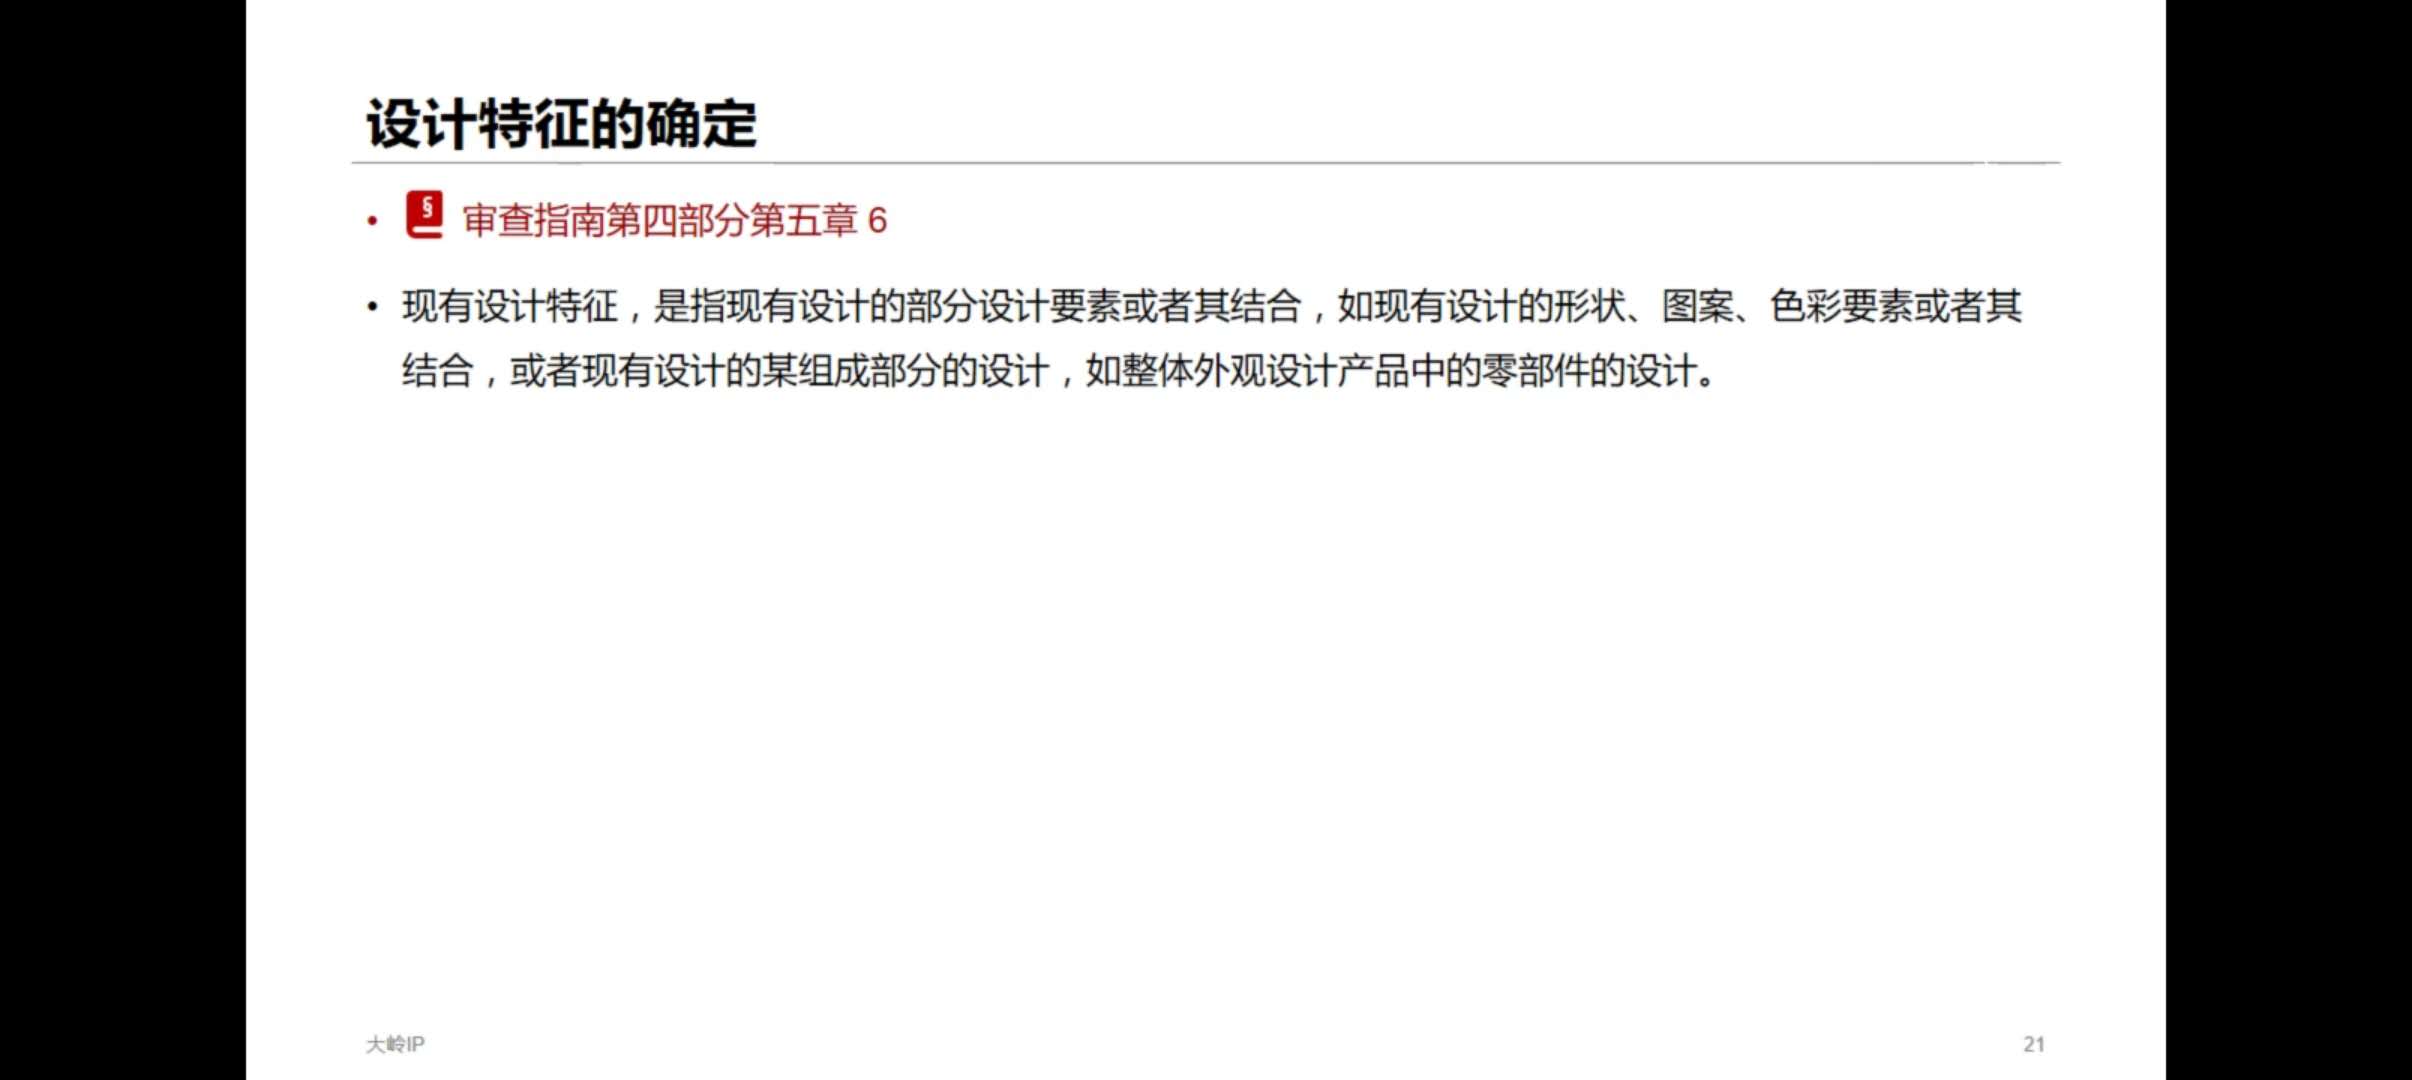 设计特征的确定
• § 审查指南第四部分第五章 6
• 现有设计特征，是指现有设计的部分设计要素或者其结合，如现有设计的形状、图案、色彩要素或者其
结合，或者现有设计的某组成部分的设计，如整体外观设计产品中的零部件的设计。
大岭IP
21